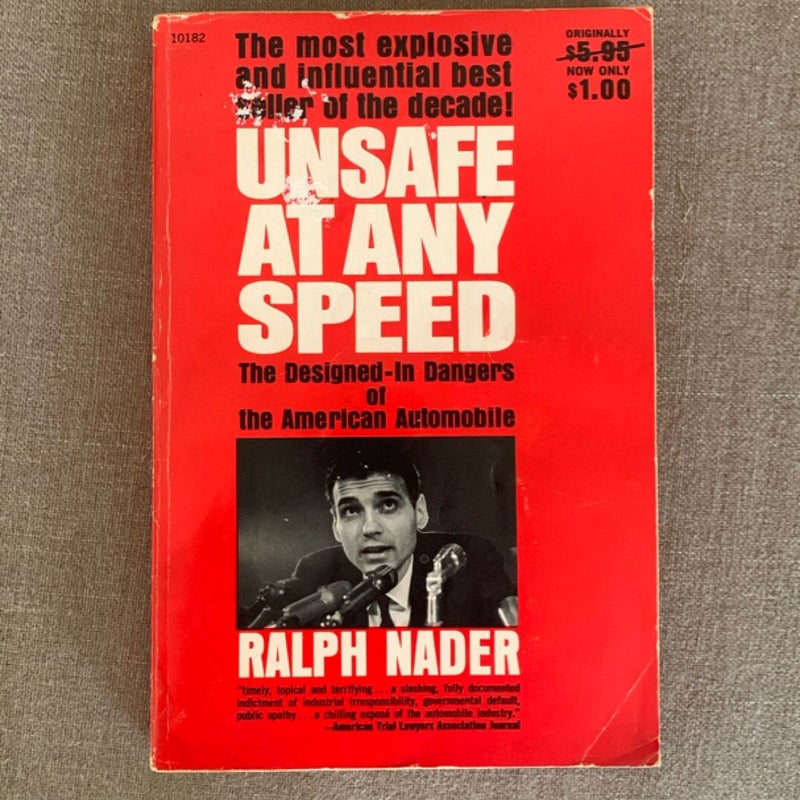 10182
The most explosive
and influential best
seller of the decade!
ORIGINALLY
$5.95
NOW ONLY
$1.00
UNSAFE
AT ANY
SPEED
The Designed-In Dangers
of
the American Automobile
RALPH NADER
"timely, topical and terrifying...a slashing, fully documented
indictment of industrial irresponsibility, governmental default,
public apathy...a chilling exposé of the automobile industry."
—American Trial Lawyers Association Journal